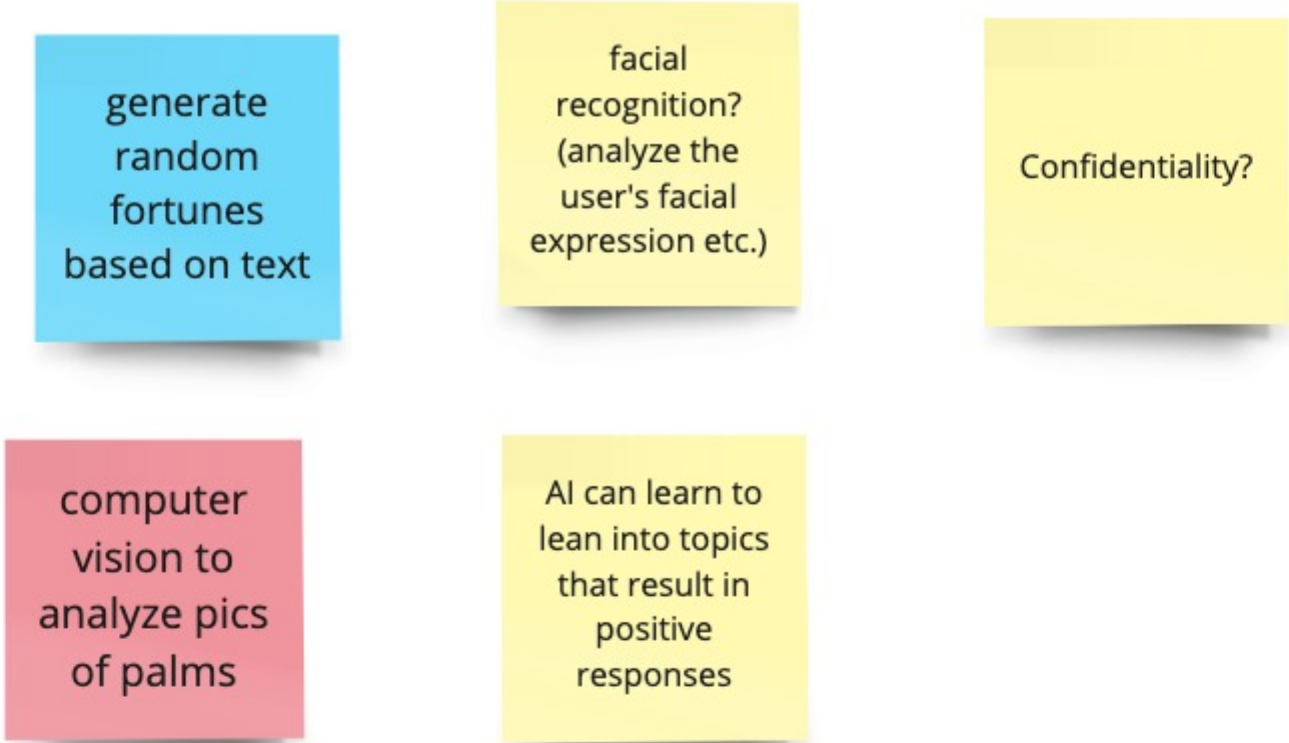 generate
random
fortunes
based on text
facial
recognition?
(analyze the
user's facial
expression etc.)
Confidentiality?
computer
vision to
analyze pics
of palms
AI can learn to
lean into topics
that result in
positive
responses